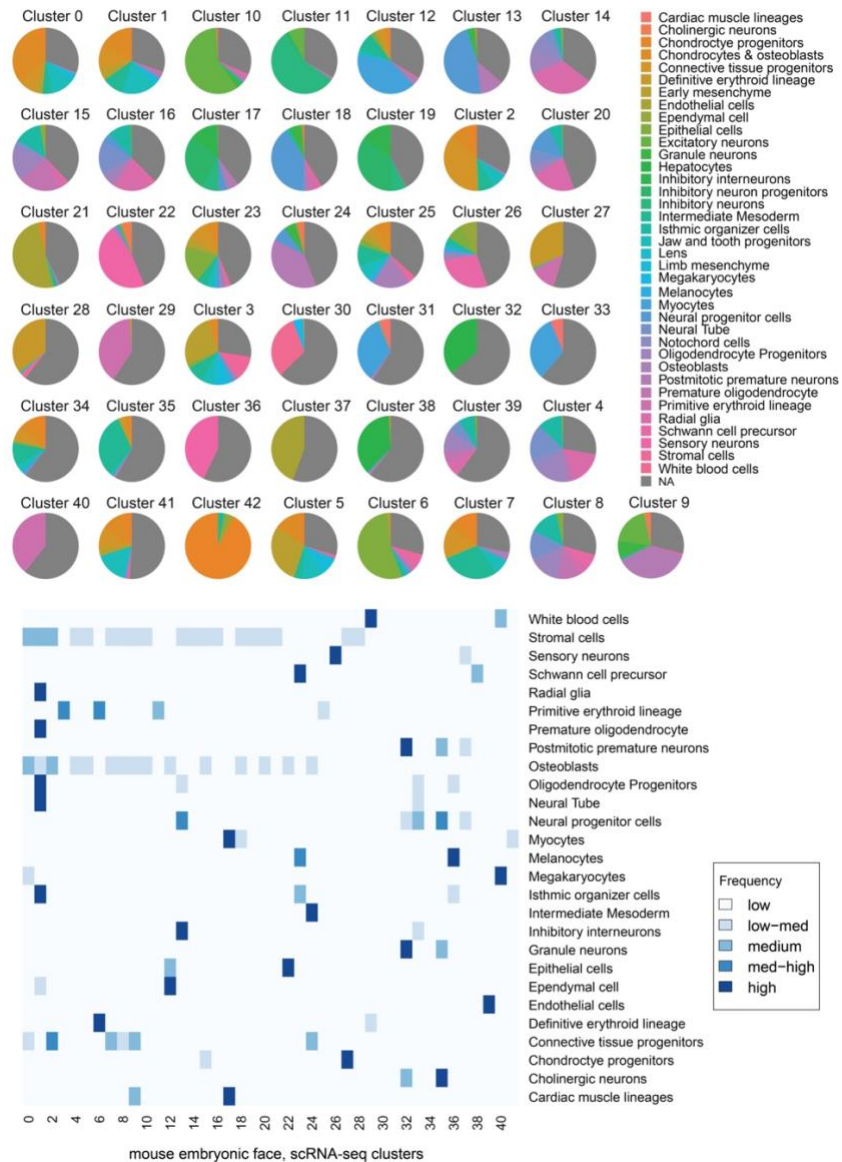 Cluster 0 Cluster 1 Cluster 10 Cluster 11 Cluster 12 Cluster 13 Cluster 14
Cluster 15 Cluster 16 Cluster 17 Cluster 18 Cluster 19 Cluster 2 Cluster 20
Cluster 21 Cluster 22 Cluster 23 Cluster 24 Cluster 25 Cluster 26 Cluster 27
Cluster 28 Cluster 29 Cluster 3 Cluster 30 Cluster 31 Cluster 32 Cluster 33
Cluster 34 Cluster 35 Cluster 36 Cluster 37 Cluster 38 Cluster 39 Cluster 4
Cluster 40 Cluster 41 Cluster 42 Cluster 5 Cluster 6 Cluster 7 Cluster 8 Cluster 9
Cardiac muscle lineages
Cholinergic neurons
Chondroctye progenitors
Chondrocytes & osteoblasts
Connective tissue progenitors
Definitive erythroid lineage
Early mesenchyme
Endothelial cells
Ependymal cell
Epithelial cells
Excitatory neurons
Granule neurons
Hepatocytes
Inhibitory interneurons
Inhibitory neuron progenitors
Inhibitory neurons
Intermediate Mesoderm
Isthmic organizer cells
Jaw and tooth progenitors
Lens
Limb mesenchyme
Megakaryocytes
Melanocytes
Myocytes
Neural progenitor cells
Neural Tube
Notochord cells
Oligodendrocyte Progenitors
Osteoblasts
Postmitotic premature neurons
Premature oligodendrocyte
Primitive erythroid lineage
Radial glia
Schwann cell precursor
Sensory neurons
Stromal cells
White blood cells
NA
White blood cells
Stromal cells
Sensory neurons
Schwann cell precursor
Radial glia
Primitive erythroid lineage
Premature oligodendrocyte
Postmitotic premature neurons
Osteoblasts
Oligodendrocyte Progenitors
Neural Tube
Neural progenitor cells
Myocytes
Melanocytes
Megakaryocytes
Isthmic organizer cells
Intermediate Mesoderm
Inhibitory interneurons
Granule neurons
Epithelial cells
Ependymal cell
Endothelial cells
Definitive erythroid lineage
Connective tissue progenitors
Chondroctye progenitors
Cholinergic neurons
Cardiac muscle lineages
Frequency
low
low-med
medium
med-high
high
0 2 4 6 8 10 12 14 16 18 20 22 24 26 28 30 32 34 36 38 40
mouse embryonic face, scRNA-seq clusters